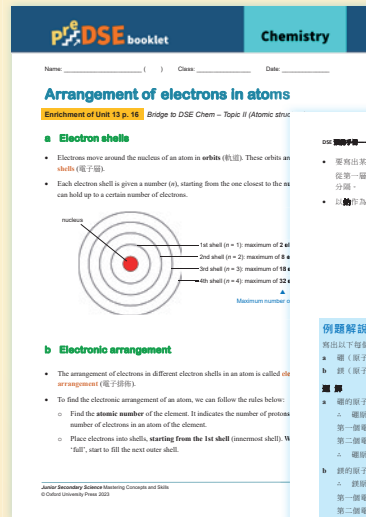 preDSE booklet
Chemistry
Name: ( ) Class: Date:
Arrangement of electrons in atoms
Enrichment of Unit 13 p. 16 Bridge to DSE Chem – Topic II (Atomic struc
a Electron shells
• Electrons move around the nucleus of an atom in orbits (軌道). These orbits ar
shells (電子層).
• Each electron shell is given a number (n), starting from the one closest to the
can hold up to a certain number of electrons.
nucleus
1st shell (n = 1): maximum of 2
2nd shell (n = 2): maximum of 8
3rd shell (n = 3): maximum of 18
4th shell (n = 4): maximum of 32
Maximum number
b Electronic arrangement
• The arrangement of electrons in different electron shells in an atom is called
arrangement (電子排佈).
• To find the electronic arrangement of an atom, we can follow the rules below:
○ Find the atomic number of the element. It indicates the number of protons
number of electrons in an atom of the element.
○ Place electrons into shells, starting from the 1st shell (innermost shell).
'full', start to fill the next outer shell.
Junior Secondary Science Mastering Concepts and Skills
© Oxford University Press 2023
DSE
• 要寫出某
從第一層
分隔。
• 以 作為
例題解說
寫出以下每個
a 硼（原子
b 鎂（原子
題解
a 硼的原子
∴ 硼原
第一個電
第二個電
∴ 硼原
b 鎂的原子
∴ 鎂原
第一個電
第二個電